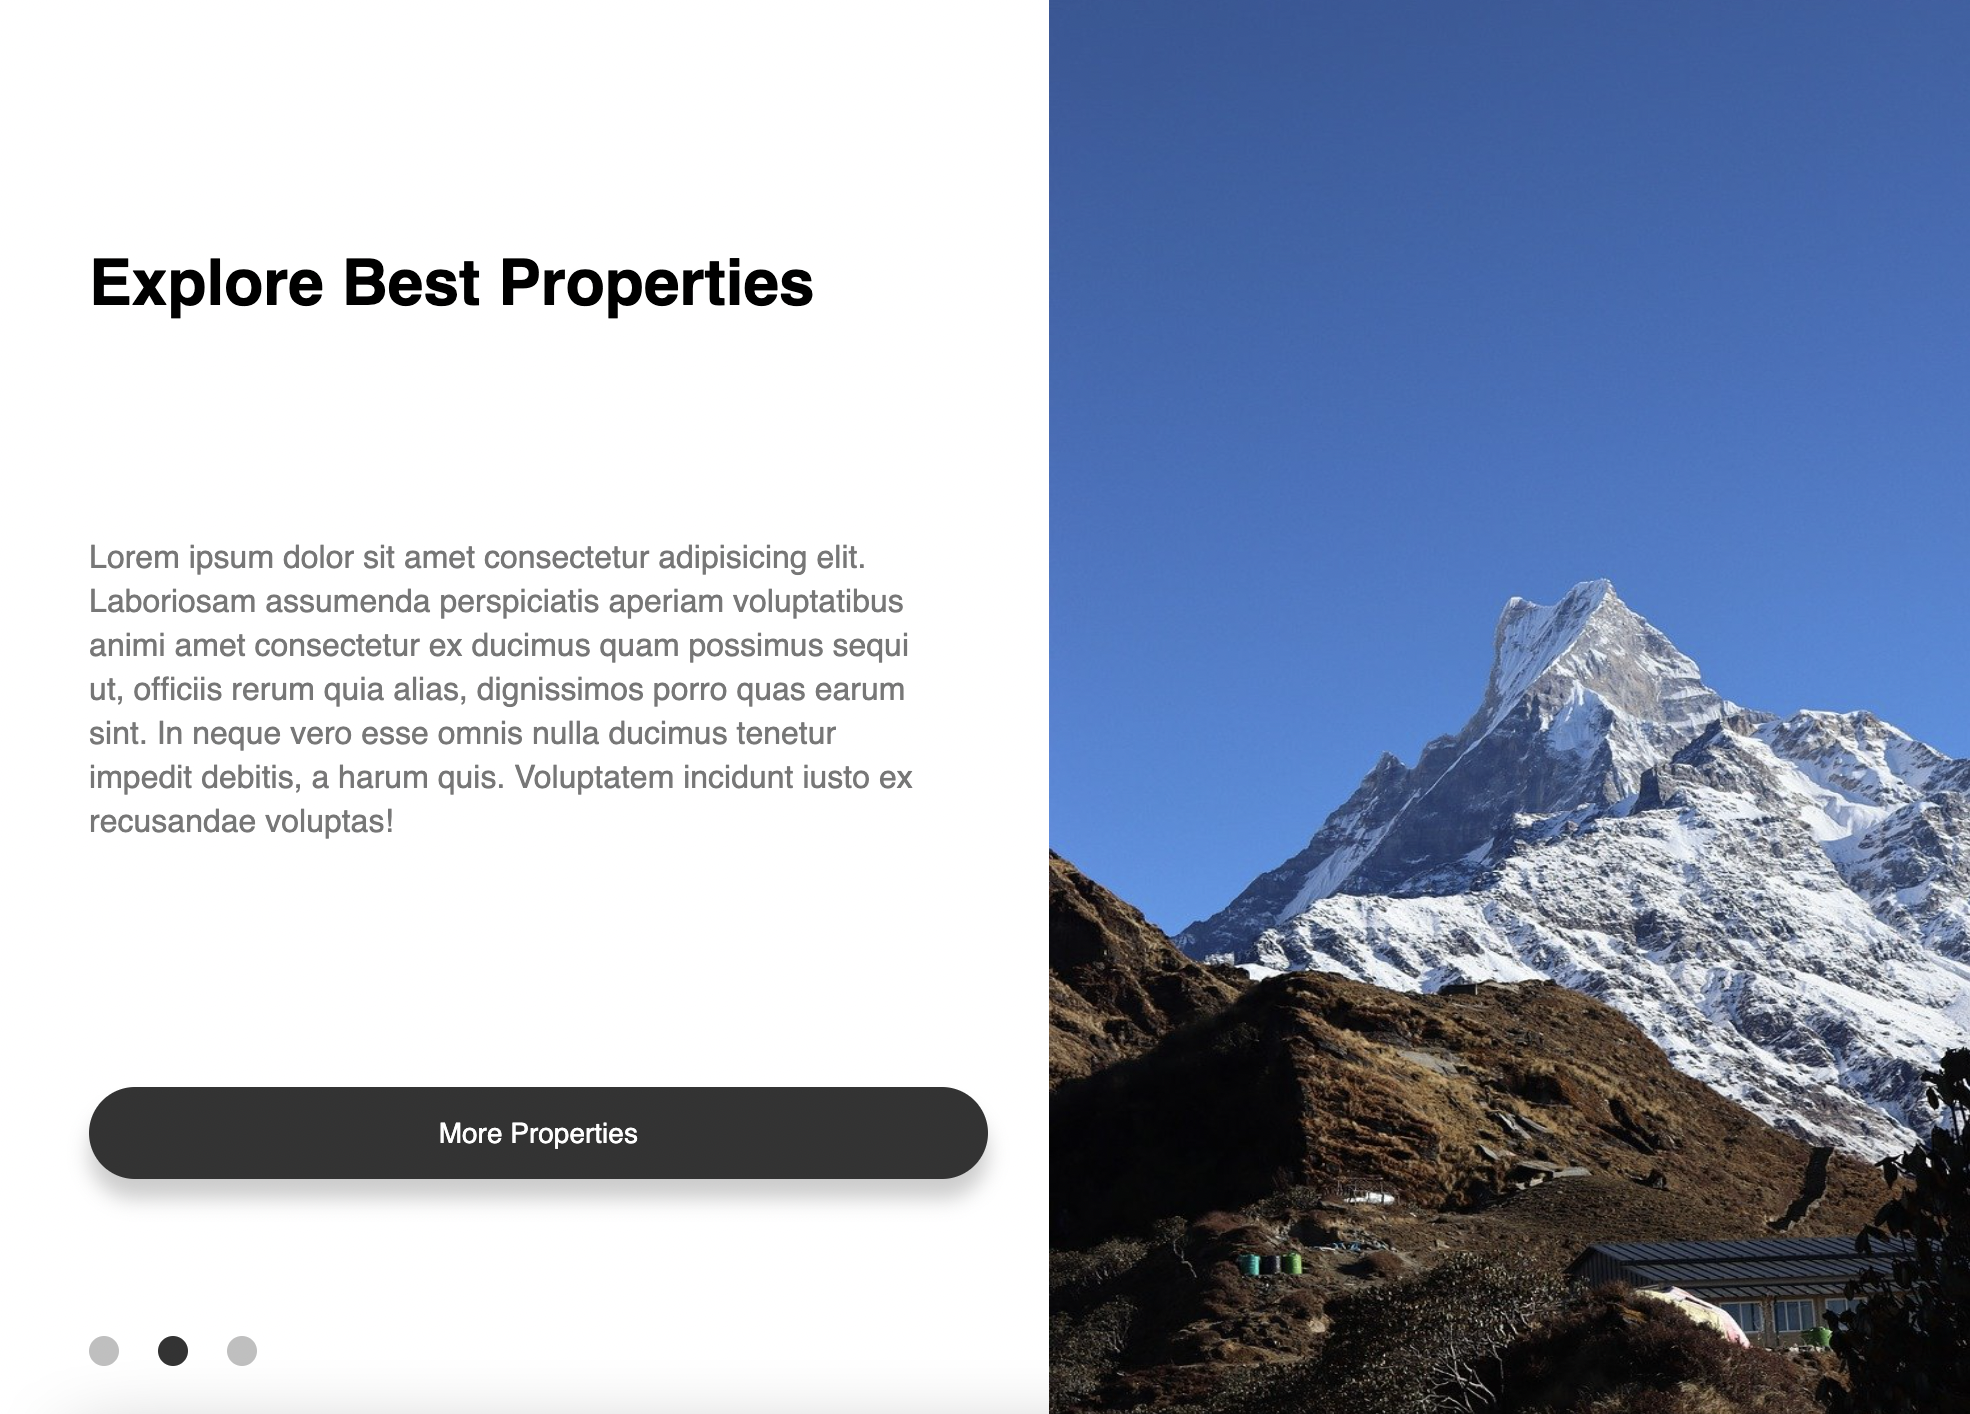 Explore Best Properties
Lorem ipsum dolor sit amet consectetur adipisicing elit.
Laboriosam assumenda perspiciatis aperiam voluptatibus
animi amet consectetur ex ducimus quam possimus sequi
ut, officiis rerum quia alias, dignissimos porro quas earum
sint. In neque vero esse omnis nulla ducimus tenetur
impedit debitis, a harum quis. Voluptatem incidunt iusto ex
recusandae voluptas!
More Properties